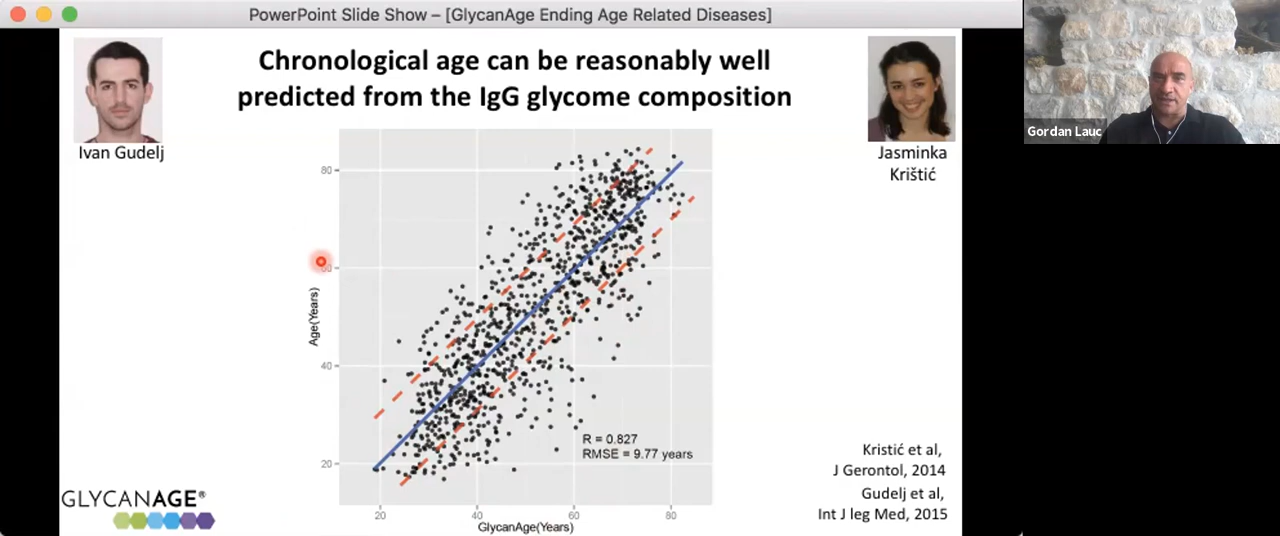 PowerPoint Slide Show – [GlycanAge Ending Age Related Diseases]
Chronological age can be reasonably well
predicted from the IgG glycome composition
Ivan Gudelj
Jasminka
Krištić
Gordan Lauc
80
60
40
20
Age(Years)
R = 0.827
RMSE = 9.77 years
20 40 60 80
GlycanAge(Years)
Kristić et al,
J Gerontol, 2014
Gudelj et al,
Int J leg Med, 2015
GLYCANAGE®